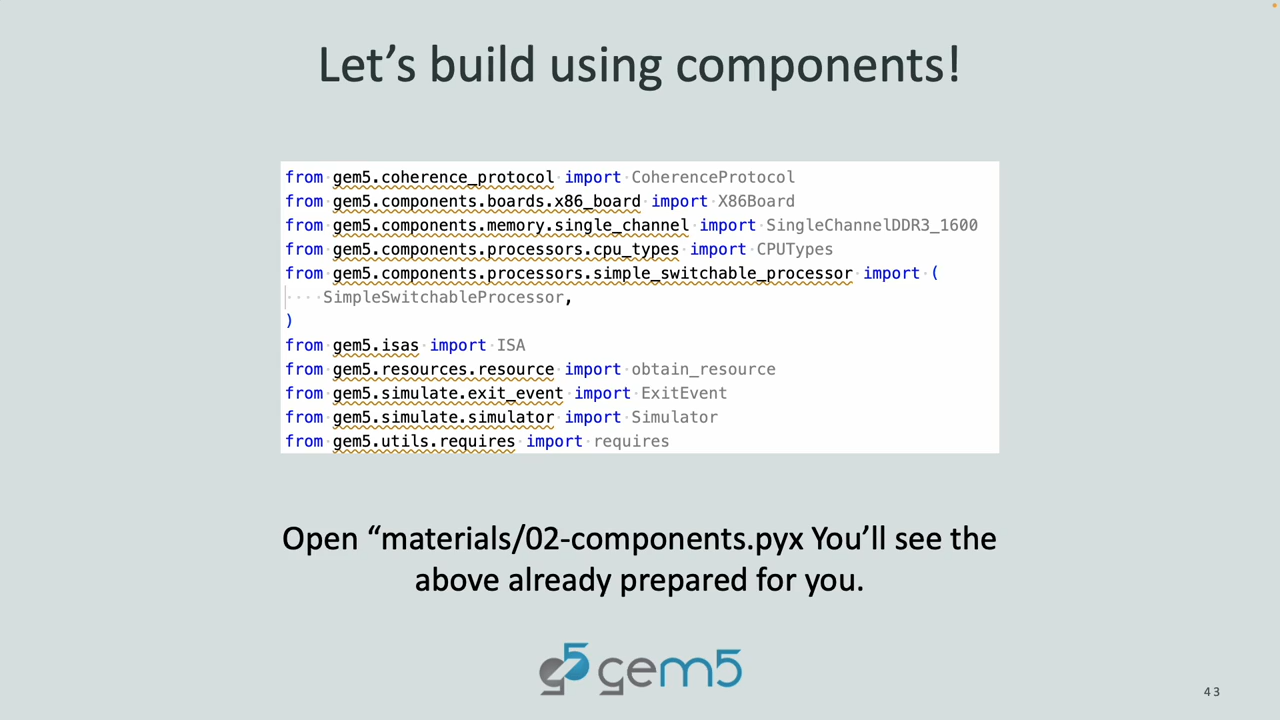 Let’s build using components!
from gem5.coherence_protocol import CoherenceProtocol
from gem5.components.boards.x86_board import X86Board
from gem5.components.memory.single_channel import SingleChannelDDR3_1600
from gem5.components.processors.cpu_types import CPUTypes
from gem5.components.processors.simple_switchable_processor import (
    SimpleSwitchableProcessor,
)
from gem5.isas import ISA
from gem5.resources.resource import obtain_resource
from gem5.simulate.exit_event import ExitEvent
from gem5.simulate.simulator import Simulator
from gem5.utils.requires import requires
Open “materials/02-components.pyx You’ll see the
above already prepared for you.
g5 gem5
43